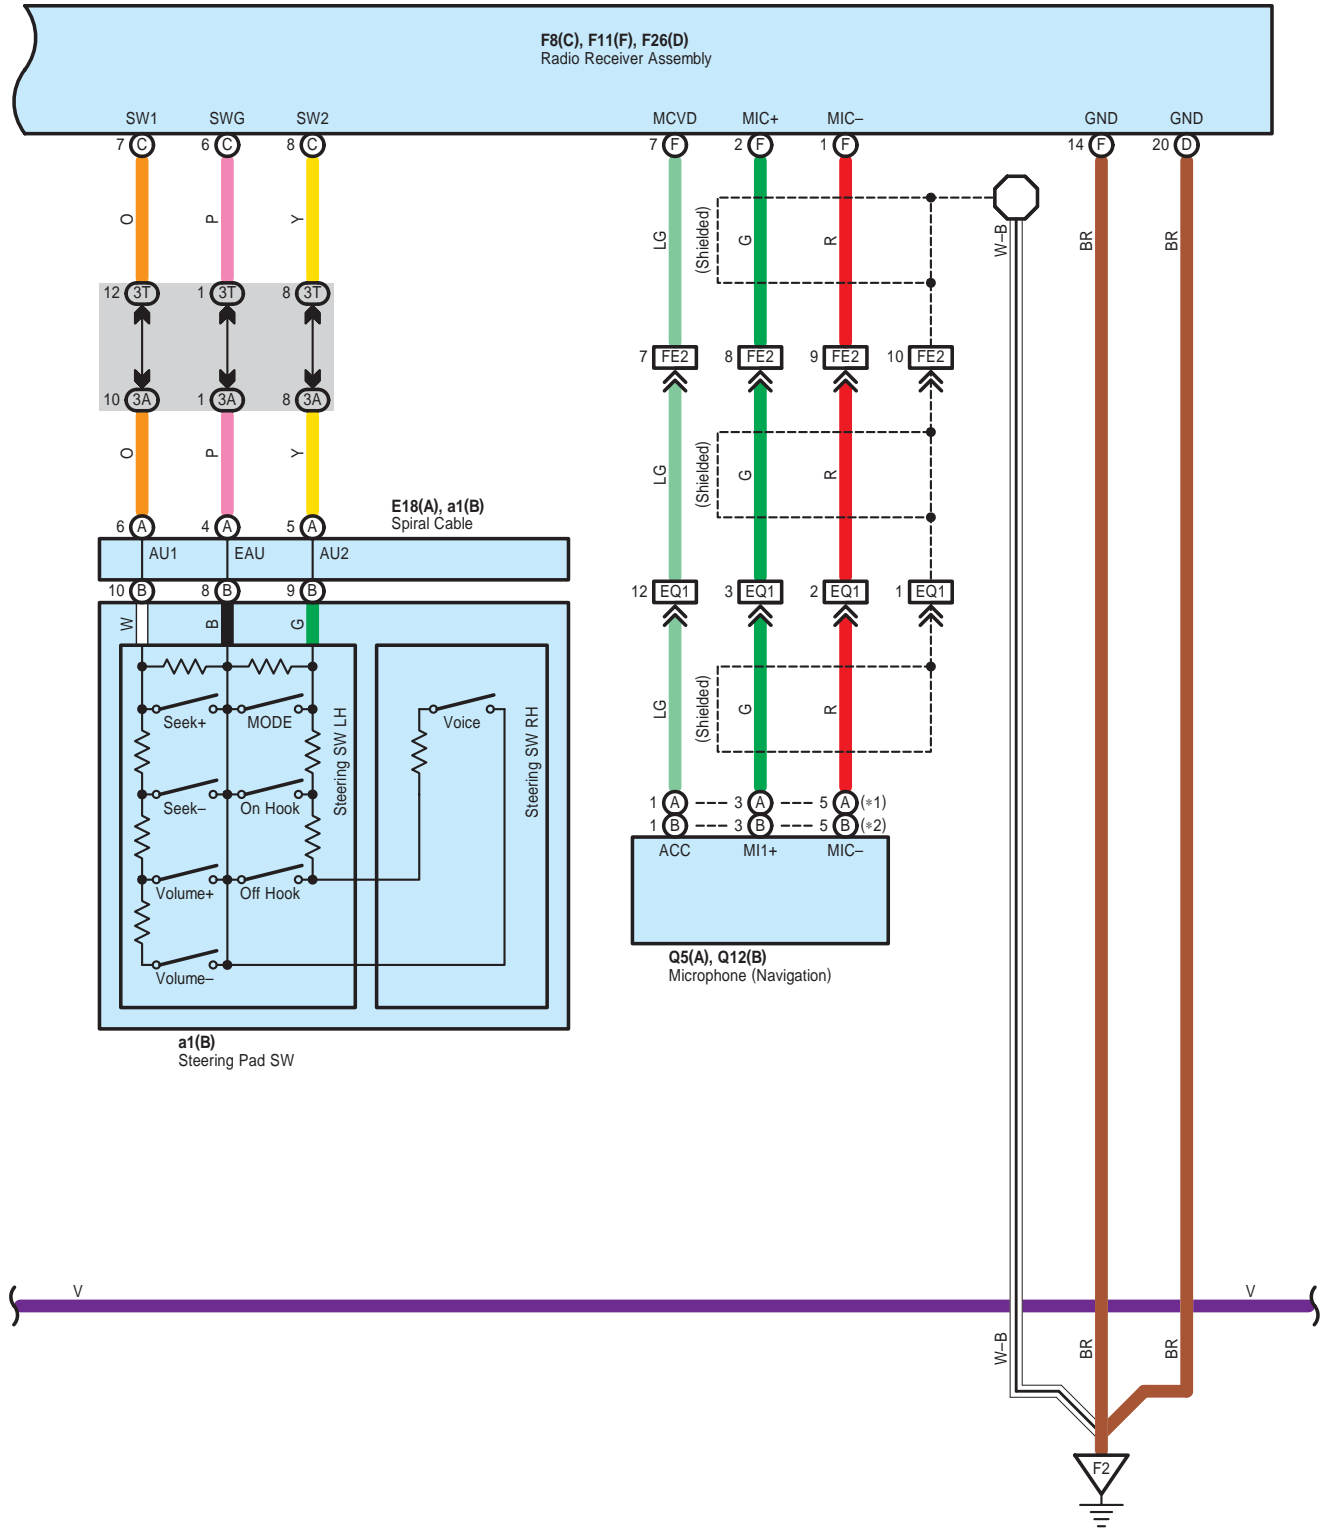 F8(C), F11(F), F26(D)
Radio Receiver Assembly
SW1 SWG SW2 MCVD MIC+ MIC– GND GND
7 C 6 C 8 C 7 F 2 F 1 F 14 F 20 D
O P Y LG (Shielded) G R W–B BR BR
12 3T 1 3T 8 3T
7 FE2 8 FE2 9 FE2 10 FE2
10 3A 1 3A 8 3A
O P Y LG (Shielded) G R
E18(A), a1(B)
Spiral Cable
6 A 4 A 5 A
AU1 EAU AU2
10 B 8 B 9 B 12 EQ1 3 EQ1 2 EQ1 1 EQ1
W B G
LG (Shielded) G R
Seek+ MODE Voice
Steering SW LH Steering SW RH
Seek– On Hook
1 A 3 A 5 A (*1)
1 B 3 B 5 B (*2)
ACC MI1+ MIC–
Volume+ Off Hook
Q5(A), Q12(B)
Microphone (Navigation)
Volume–
a1(B)
Steering Pad SW
V V
W–B BR BR
F2